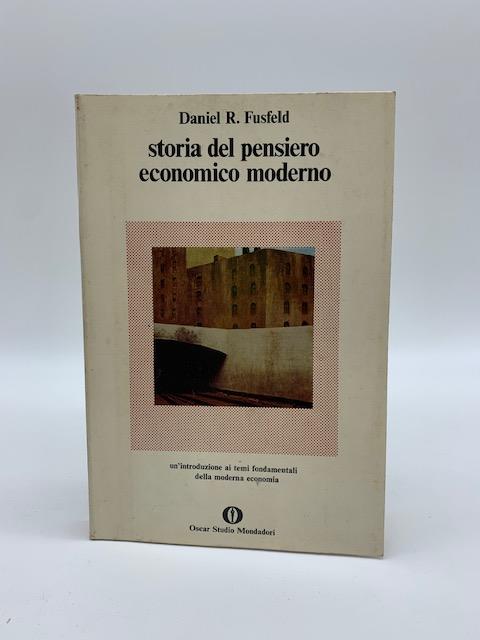 Daniel R. Fusfeld
storia del pensiero
economico moderno
un'introduzione ai temi fondamentali
della moderna economia
Oscar Studio Mondadori